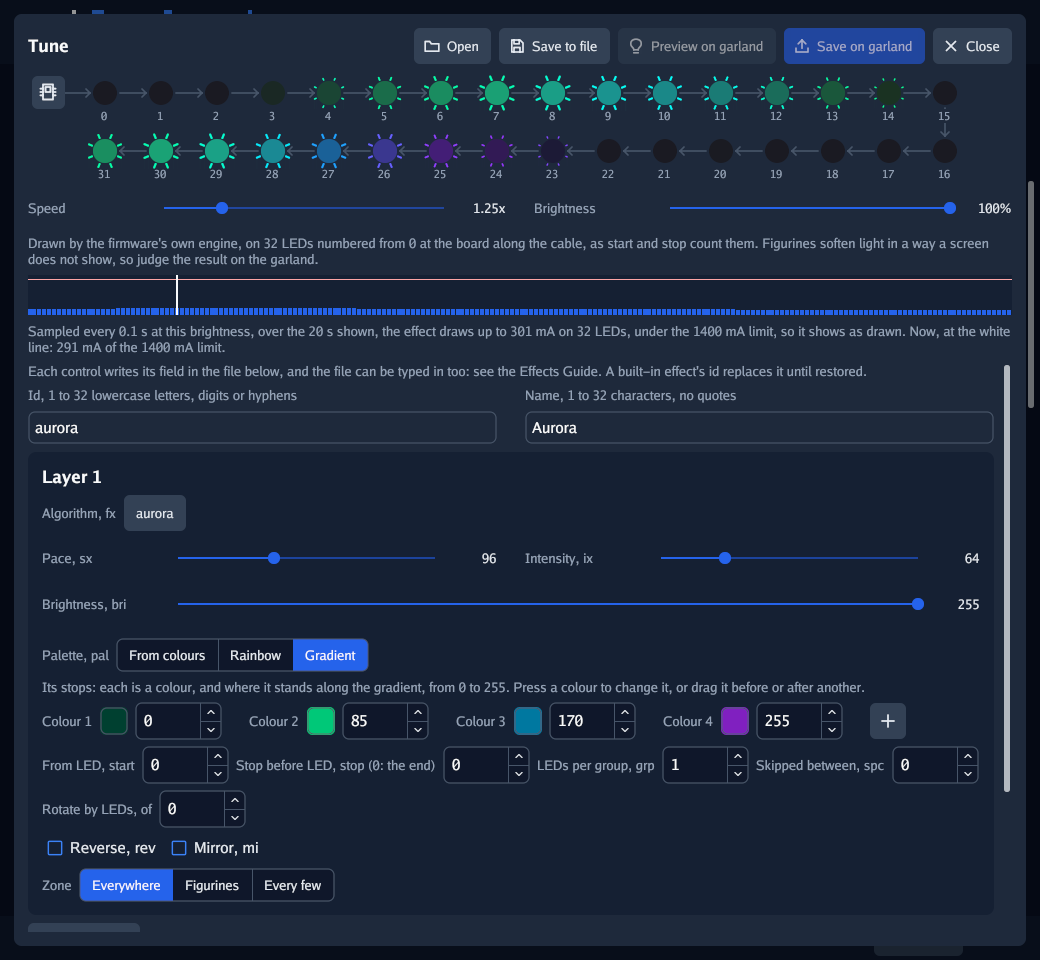 Tune
Open
Save to file
Preview on garland
Save on garland
Close
0 1 2 3 4 5 6 7 8 9 10 11 12 13 14 15
31 30 29 28 27 26 25 24 23 22 21 20 19 18 17 16
Speed 1.25x Brightness 100%
Drawn by the firmware's own engine, on 32 LEDs numbered from 0 at the board along the cable, as start and stop count them. Figurines soften light in a way a screen
does not show, so judge the result on the garland.
Sampled every 0.1 s at this brightness, over the 20 s shown, the effect draws up to 301 mA on 32 LEDs, under the 1400 mA limit, so it shows as drawn. Now, at the white
line: 291 mA of the 1400 mA limit.
Each control writes its field in the file below, and the file can be typed in too: see the Effects Guide. A built-in effect's id replaces it until restored.
Id, 1 to 32 lowercase letters, digits or hyphens
Name, 1 to 32 characters, no quotes
aurora
Aurora
Layer 1
Algorithm, fx aurora
Pace, sx 96 Intensity, ix 64
Brightness, bri 255
Palette, pal From colours Rainbow Gradient
Its stops: each is a colour, and where it stands along the gradient, from 0 to 255. Press a colour to change it, or drag it before or after another.
Colour 1 0 Colour 2 85 Colour 3 170 Colour 4 255 +
From LED, start 0 Stop before LED, stop (0: the end) 0 LEDs per group, grp 1 Skipped between, spc 0
Rotate by LEDs, of 0
Reverse, rev Mirror, mi
Zone Everywhere Figurines Every few